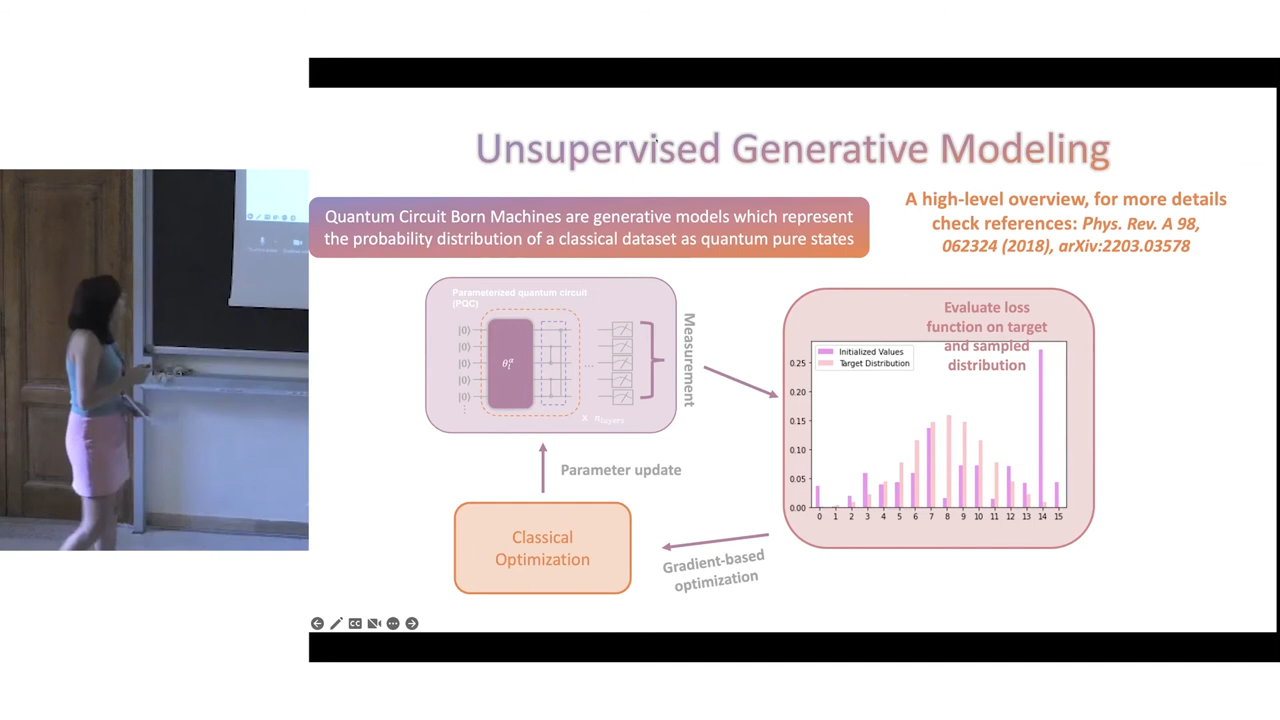 Unsupervised Generative Modeling
Quantum Circuit Born Machines are generative models which represent
the probability distribution of a classical dataset as quantum pure states
A high-level overview, for more details
check references: Phys. Rev. A 98,
062324 (2018), arXiv:2203.03578
Parameterized quantum circuit
(PQC)
|0⟩
|0⟩
|0⟩
|0⟩
|0⟩
⋮
θ_l^α
...
x n_layers
Measurement
Evaluate loss
function on target
and sampled
distribution
Initialized Values
Target Distribution
0.25
0.20
0.15
0.10
0.05
0.00
0 1 2 3 4 5 6 7 8 9 10 11 12 13 14 15
Parameter update
Classical
Optimization
Gradient-based
optimization
CC